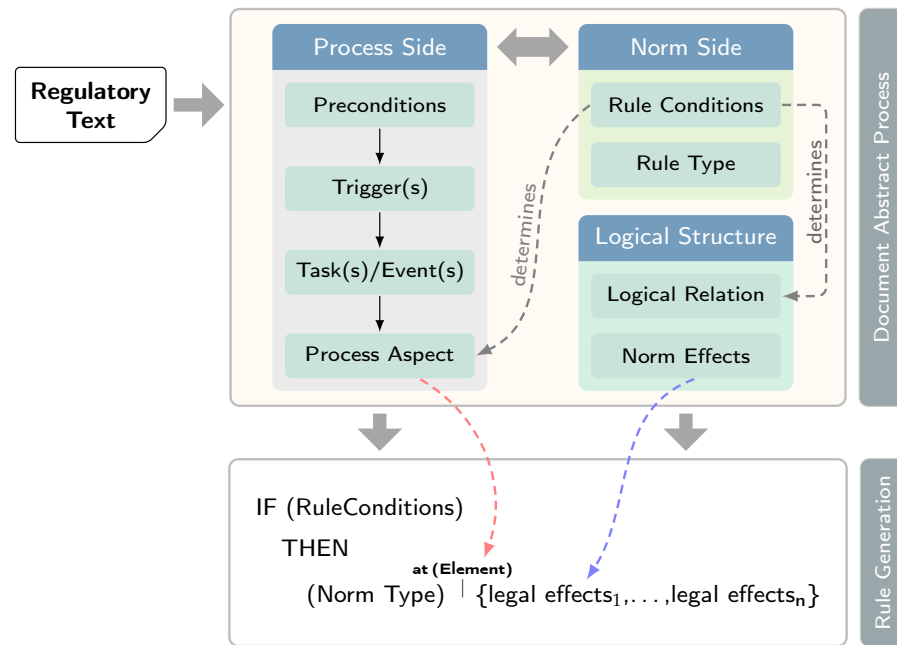 Regulatory
Text
Process Side
Preconditions
Trigger(s)
Task(s)/Event(s)
Process Aspect
Norm Side
Rule Conditions
Rule Type
Logical Structure
Logical Relation
Norm Effects
determines
determines
Document Abstract Process
IF (RuleConditions)
THEN
at (Element)
(Norm Type) | {legal effects₁,...,legal effectsₙ}
Rule Generation